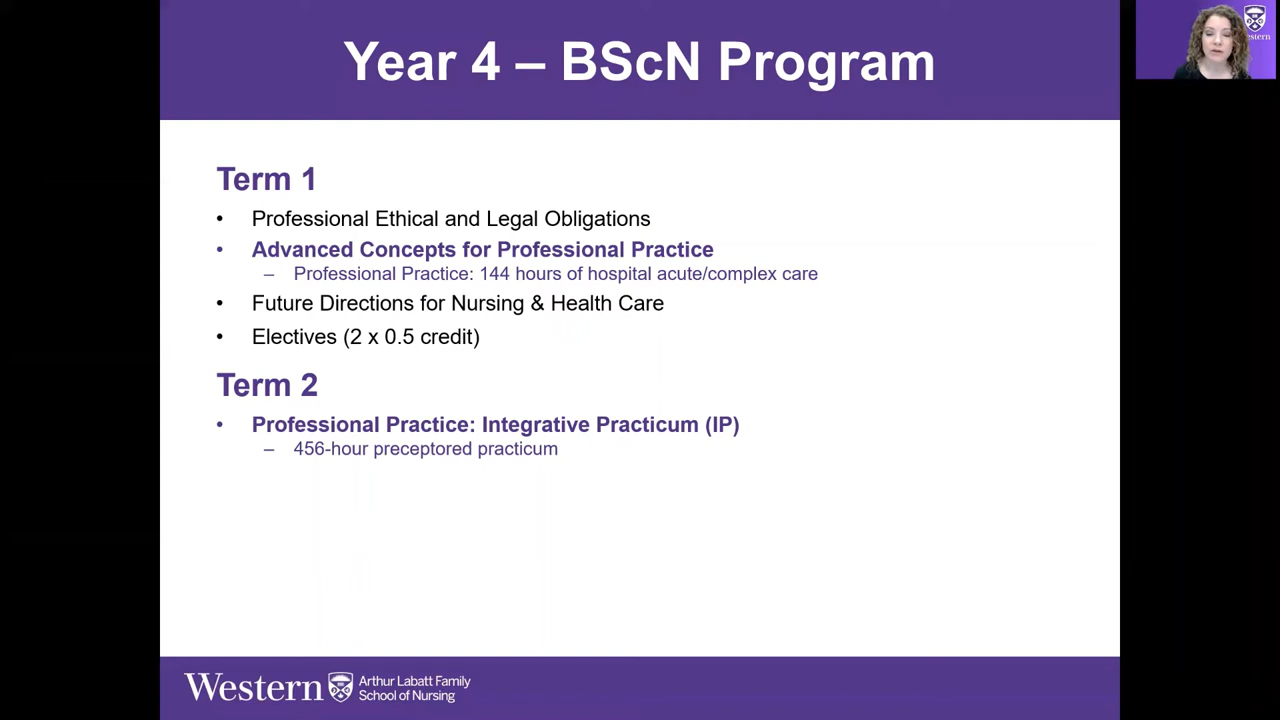 Year 4 – BScN Program
Term 1
• Professional Ethical and Legal Obligations
• Advanced Concepts for Professional Practice
– Professional Practice: 144 hours of hospital acute/complex care
• Future Directions for Nursing & Health Care
• Electives (2 x 0.5 credit)
Term 2
• Professional Practice: Integrative Practicum (IP)
– 456-hour preceptored practicum
Western
Arthur Labatt Family
School of Nursing